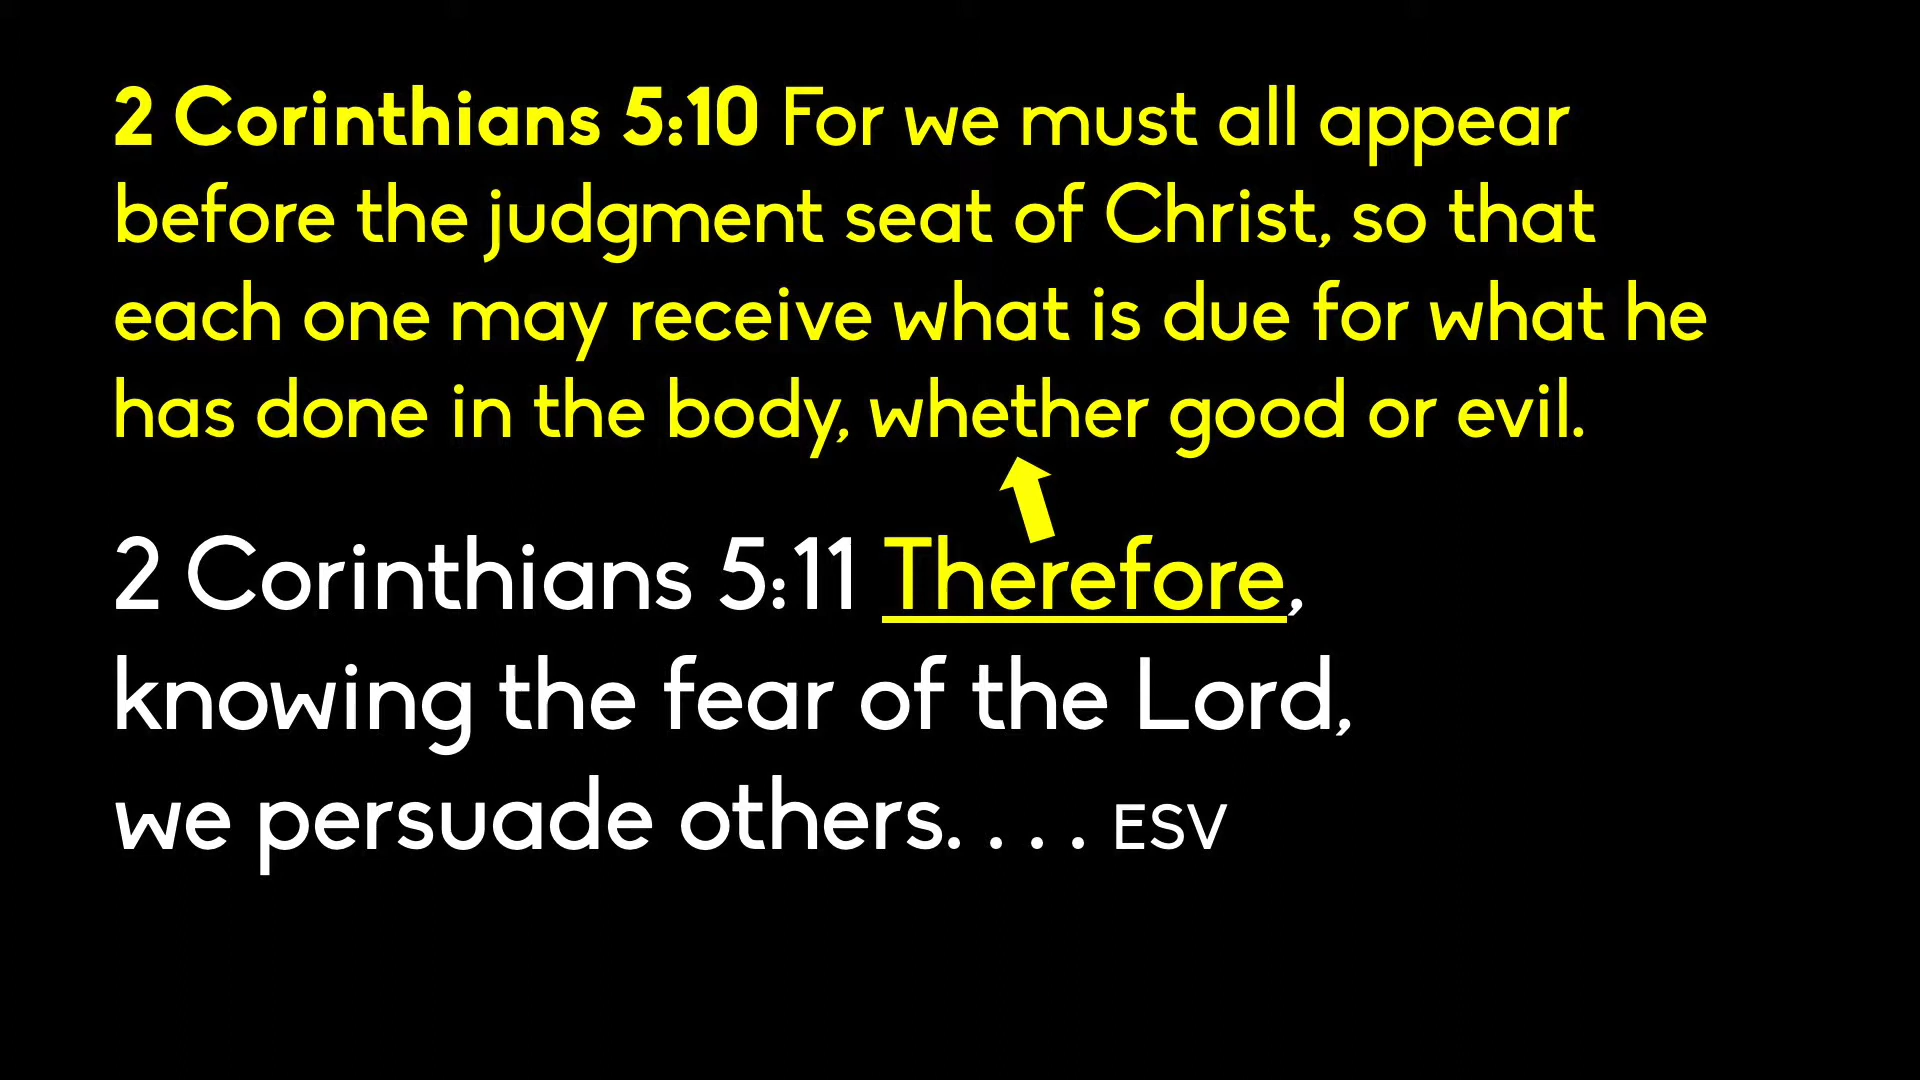 2 Corinthians 5:10 For we must all appear
before the judgment seat of Christ, so that
each one may receive what is due for what he
has done in the body, whether good or evil.
2 Corinthians 5:11 Therefore,
knowing the fear of the Lord,
we persuade others. . . . ESV